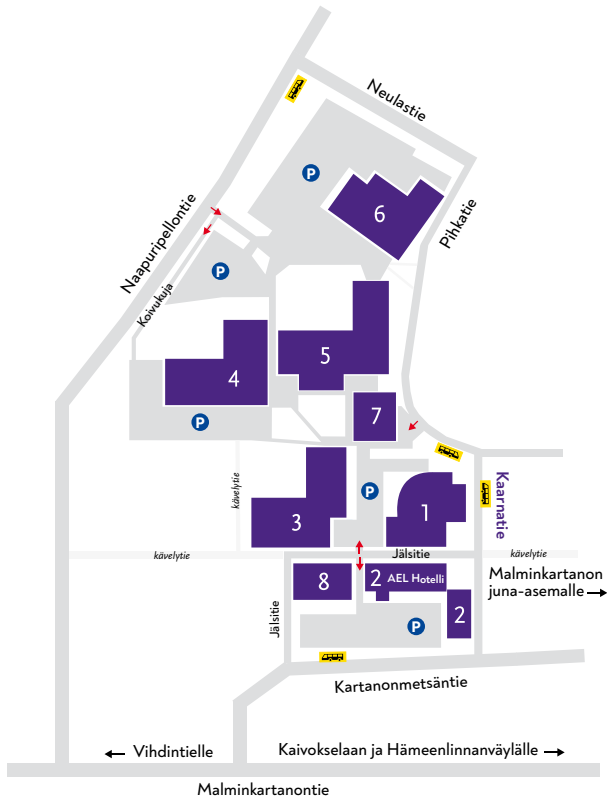 Neulastie
P
6
Pihkatie
Naapuripellontie
P
Koivukuja
5
4
7
P
kävelytie
3
P
1
Kaarnatie
kävelytie
Jälsitie
kävelytie
8
2 AEL Hotelli
Malminkartanon
juna-asemalle →
2
Jälsitie
P
Kartanonmetsäntie
← Vihdintielle
Kaivokselaan ja Hämeenlinnanväylälle →
Malminkartanontie